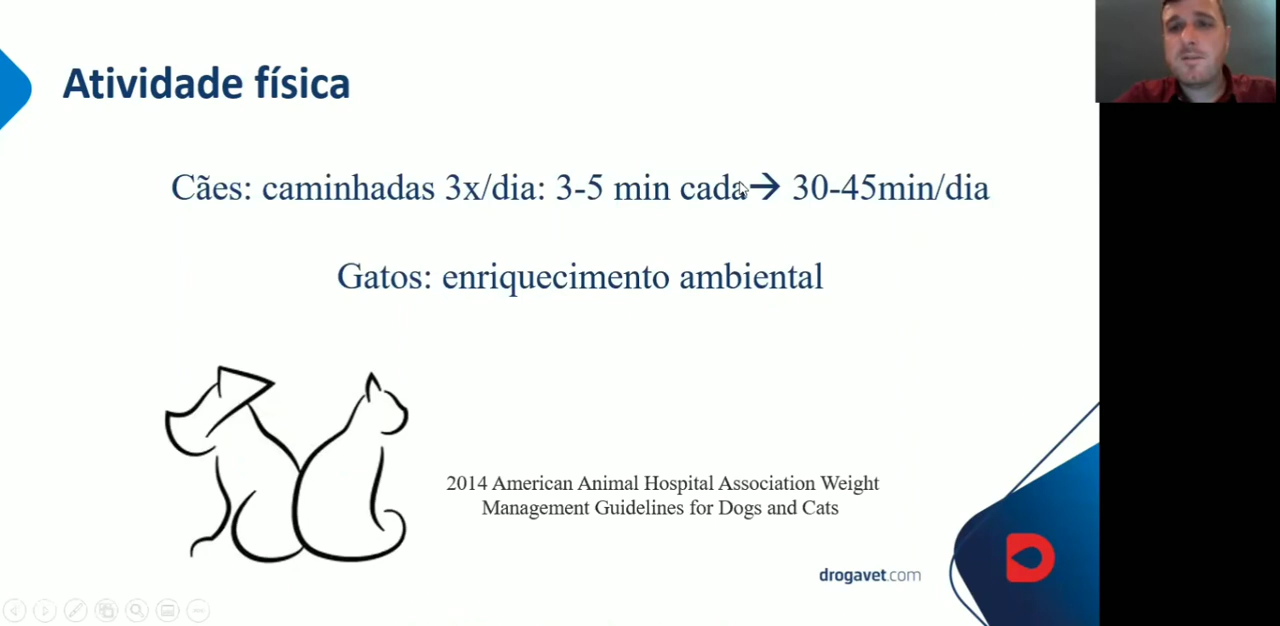 Atividade física
Cães: caminhadas 3x/dia: 3-5 min cada→ 30-45min/dia
Gatos: enriquecimento ambiental
2014 American Animal Hospital Association Weight
Management Guidelines for Dogs and Cats
drogavet.com